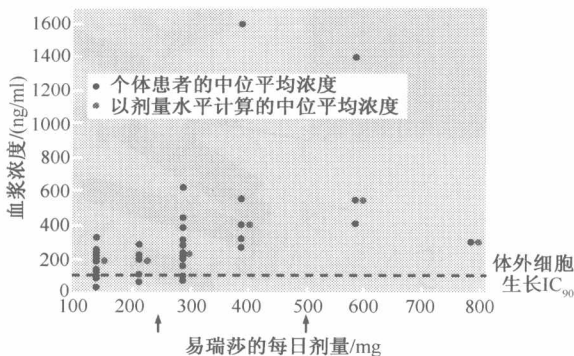 1600
1400
1200
1600
1000
600
400
200
0
血浆浓度/(ng/ml)
● 个体患者的中位平均浓度
● 以剂量水平计算的中位平均浓度
体外细胞
生长IC₉₀
100 200 300 400 500 600 700 800
易瑞莎的每日剂量/mg